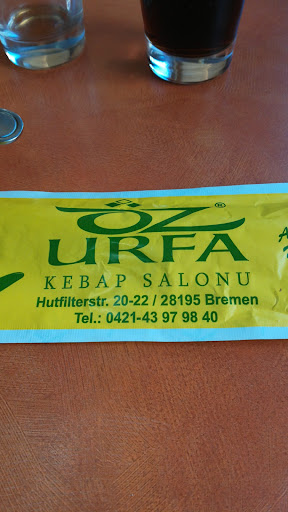 ÖZ ®
URFA
KEBAP SALONU
Hutfilterstr. 20-22 / 28195 Bremen
Tel.: 0421-43 97 98 40